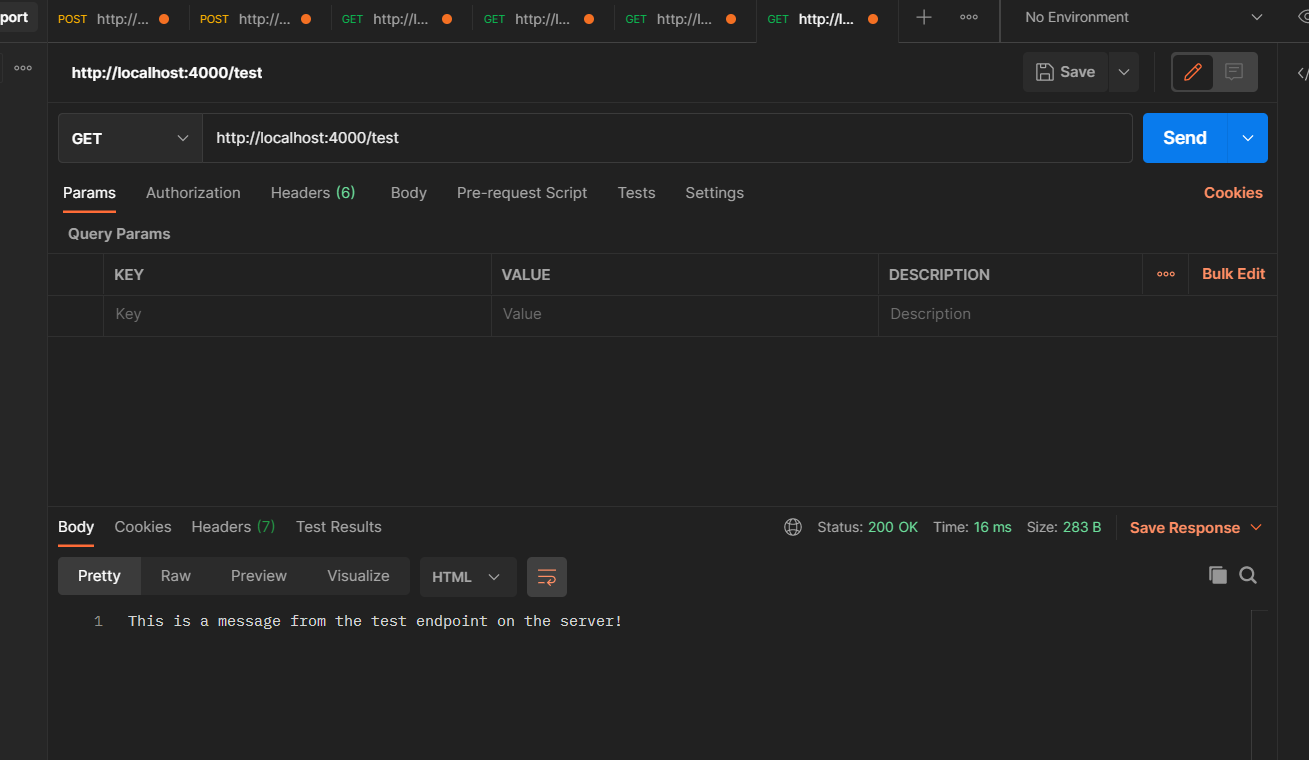 port POST http://... POST http://... GET http://l... GET http://l... GET http://l... GET http://l... No Environment
http://localhost:4000/test Save
GET http://localhost:4000/test Send
Params Authorization Headers (6) Body Pre-request Script Tests Settings Cookies
Query Params
KEY VALUE DESCRIPTION Bulk Edit
Key Value Description
Body Cookies Headers (7) Test Results Status: 200 OK Time: 16 ms Size: 283 B Save Response
Pretty Raw Preview Visualize HTML
1 This is a message from the test endpoint on the server!